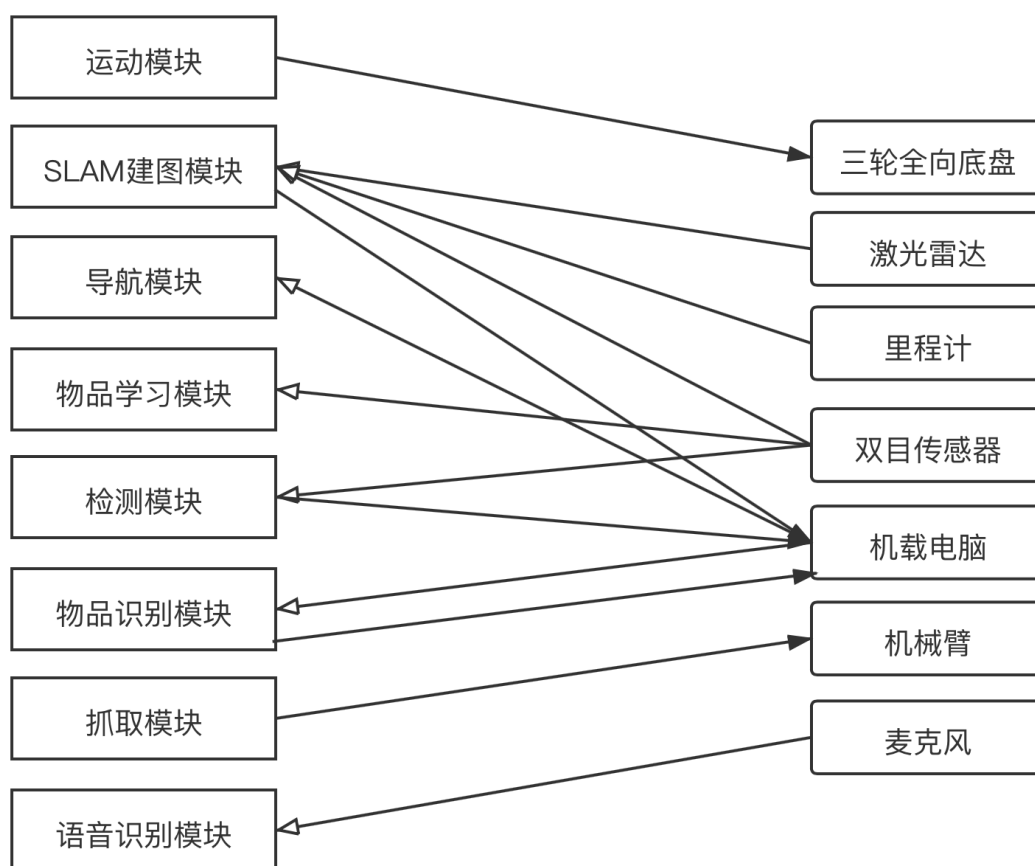 运动模块
SLAM建图模块
导航模块
物品学习模块
检测模块
物品识别模块
抓取模块
语音识别模块
三轮全向底盘
激光雷达
里程计
双目传感器
机载电脑
机械臂
麦克风